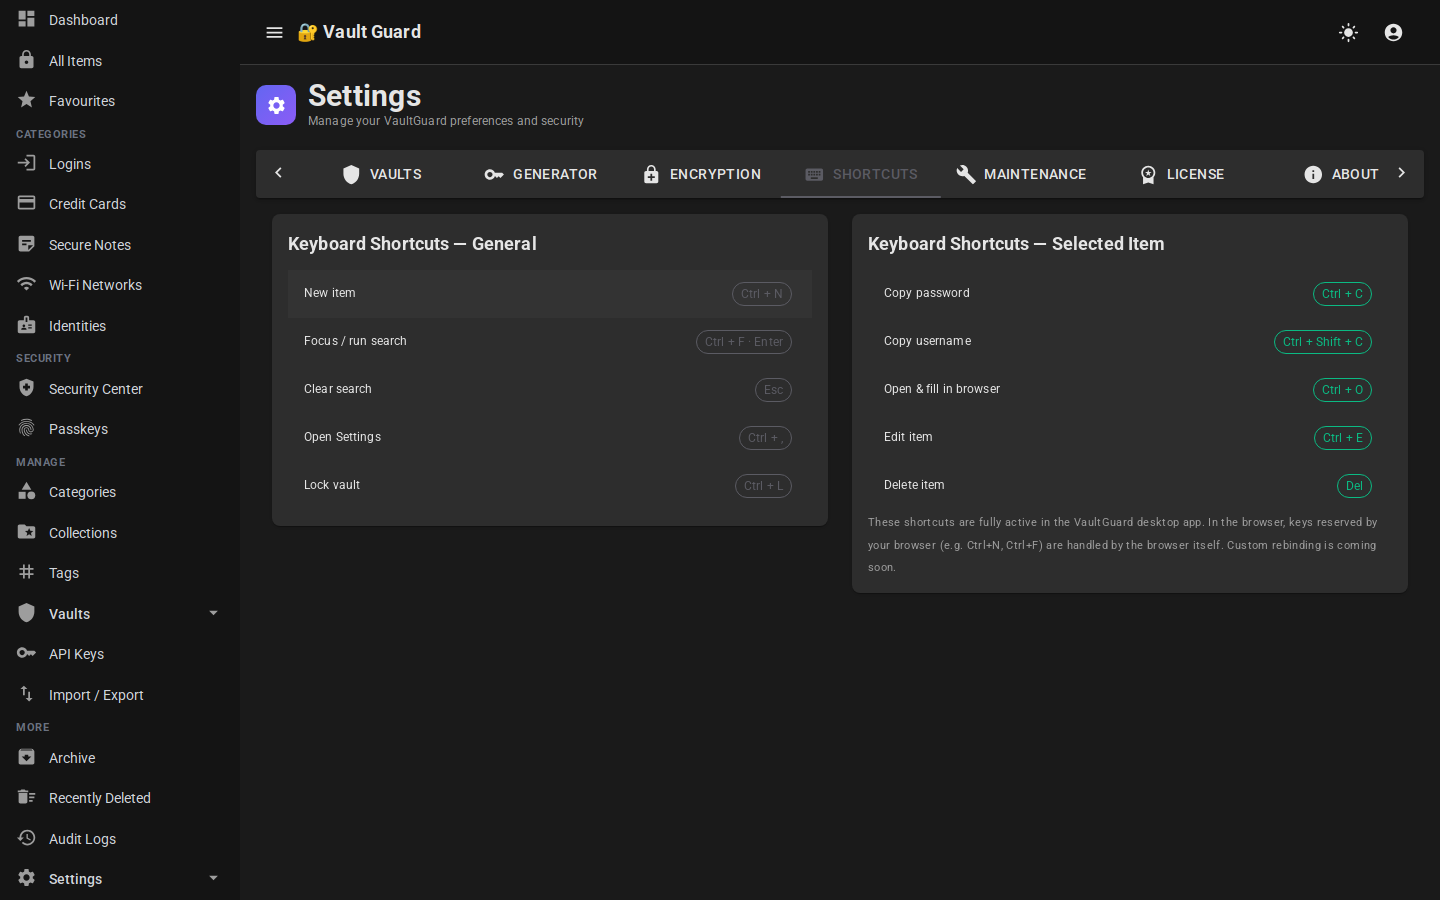 Dashboard
All Items
Favourites
CATEGORIES
Logins
Credit Cards
Secure Notes
Wi-Fi Networks
Identities
SECURITY
Security Center
Passkeys
MANAGE
Categories
Collections
Tags
Vaults
API Keys
Import / Export
MORE
Archive
Recently Deleted
Audit Logs
Settings
Vault Guard
Settings
Manage your VaultGuard preferences and security
VAULTS GENERATOR ENCRYPTION SHORTCUTS MAINTENANCE LICENSE ABOUT
Keyboard Shortcuts — General
New item Ctrl + N
Focus / run search Ctrl + F · Enter
Clear search Esc
Open Settings Ctrl + ,
Lock vault Ctrl + L
Keyboard Shortcuts — Selected Item
Copy password Ctrl + C
Copy username Ctrl + Shift + C
Open & fill in browser Ctrl + O
Edit item Ctrl + E
Delete item Del
These shortcuts are fully active in the VaultGuard desktop app. In the browser, keys reserved by
your browser (e.g. Ctrl+N, Ctrl+F) are handled by the browser itself. Custom rebinding is coming
soon.